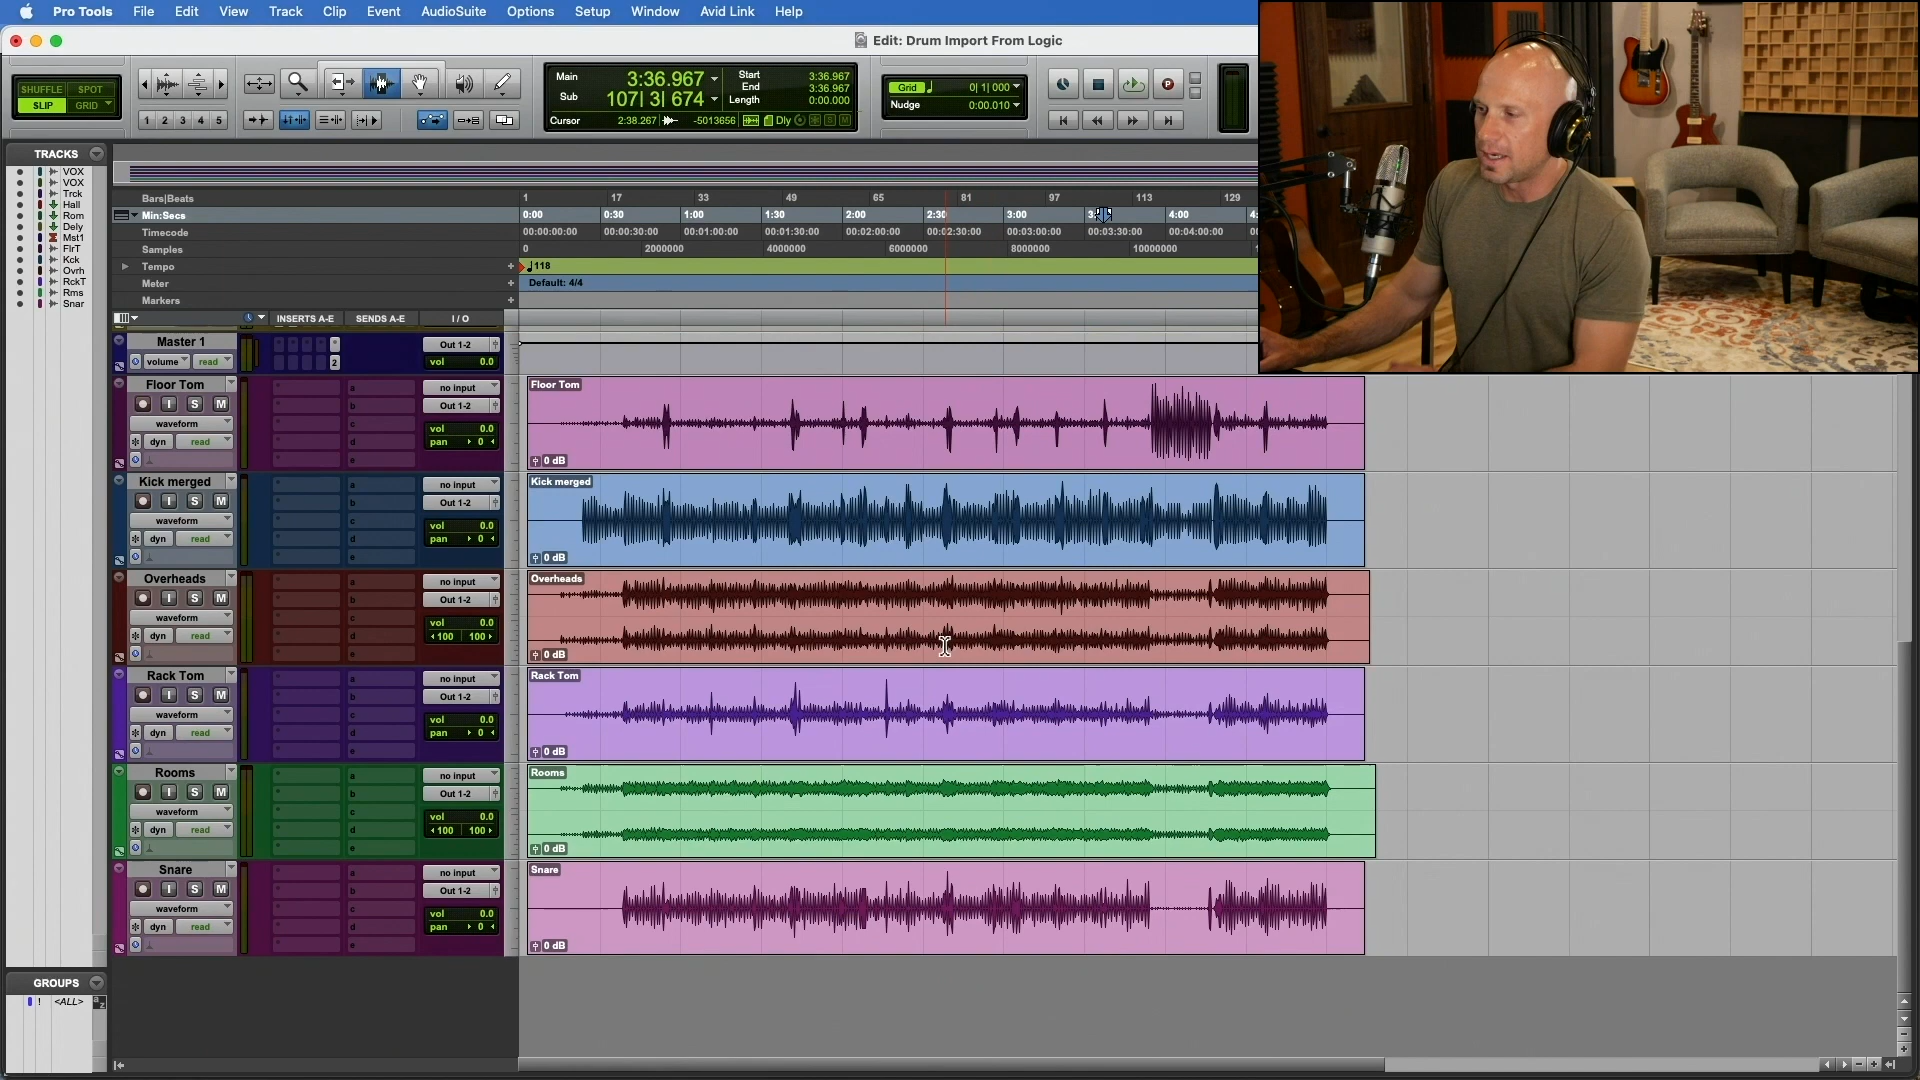 Pro Tools File Edit View Track Clip Event AudioSuite Options Setup Window Avid Link Help
Edit: Drum Import From Logic
SHUFFLE SPOT
SLIP GRID
1 2 3 4 5
Main 3:36.967
Sub 107| 3| 674
Start 3:36.967
End 3:36.967
Length 0:00.000
Cursor 2:38.267 -5013656 Dly
Grid 0| 1| 000
Nudge 0:00.010
TRACKS
VOX
VOX
Trck
Hall
Rom
Dely
Mst1
FlrT
Kck
Ovrh
RckT
Rms
Snar
Bars|Beats 1 17 33 49 65 81 97 113 129
Min:Secs 0:00 0:30 1:00 1:30 2:00 2:30 3:00 4:00
Timecode 00:00:00:00 00:00:30:00 00:01:00:00 00:01:30:00 00:02:00:00 00:02:30:00 00:03:00:00 00:03:30:00 00:04:00:00
Samples 0 2000000 4000000 6000000 8000000 10000000
Tempo 118
Meter Default: 4/4
Markers
INSERTS A-E SENDS A-E I / O
Master 1 Out 1-2
volume read 2 vol 0.0
Floor Tom a no input Floor Tom
I S M b Out 1-2
waveform c vol 0.0
dyn read d pan 0
e 0 dB
Kick merged a no input Kick merged
I S M b Out 1-2
waveform c vol 0.0
dyn read d pan 0
e 0 dB
Overheads a no input Overheads
I S M b Out 1-2
waveform c vol 0.0
dyn read d 100 100
e 0 dB
Rack Tom a no input Rack Tom
I S M b Out 1-2
waveform c vol 0.0
dyn read d pan 0
e 0 dB
Rooms a no input Rooms
I S M b Out 1-2
waveform c vol 0.0
dyn read d 100 100
e 0 dB
Snare a no input Snare
I S M b Out 1-2
waveform c vol 0.0
dyn read d pan 0
e 0 dB
GROUPS
! <ALL>